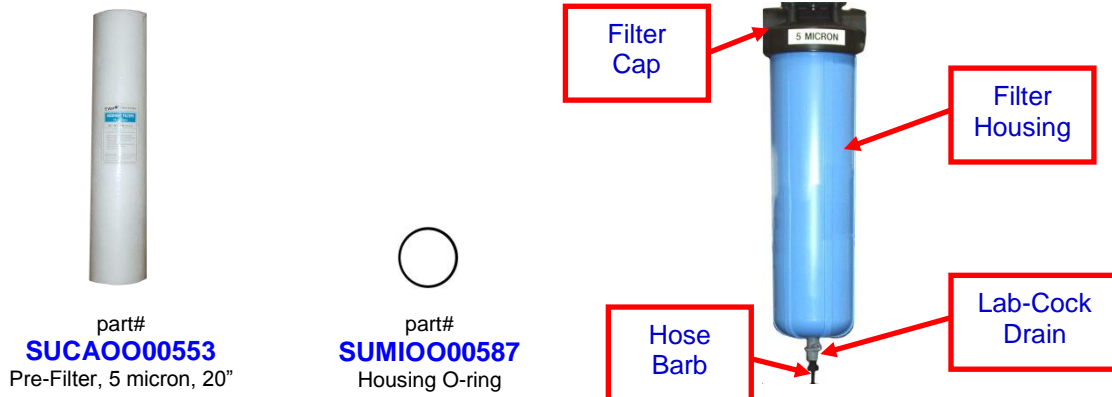 part#
SUCAOO00553
Pre-Filter, 5 micron, 20”
part#
SUMIOO00587
Housing O-ring
Filter
Cap
5 MICRON
Filter
Housing
Hose
Barb
Lab-Cock
Drain